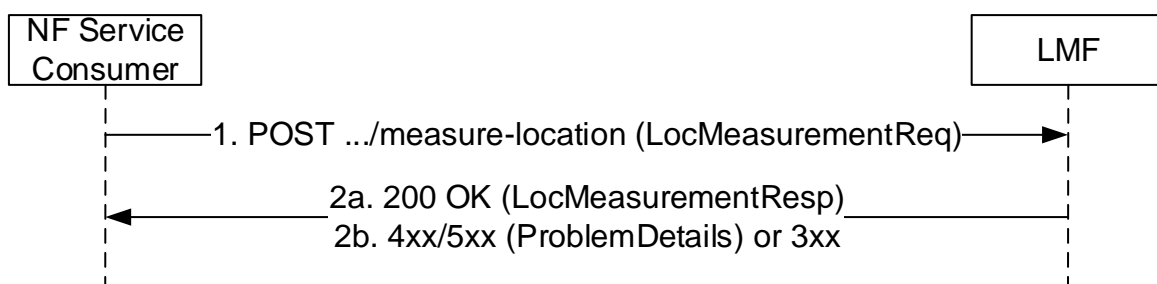 NF Service
Consumer
LMF
1. POST .../measure-location (LocMeasurementReq)
2a. 200 OK (LocMeasurementResp)
2b. 4xx/5xx (ProblemDetails) or 3xx